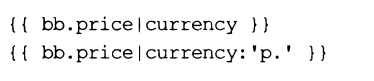 {{ bb.price|currency }}
{{ bb.price|currency:'p.' }}